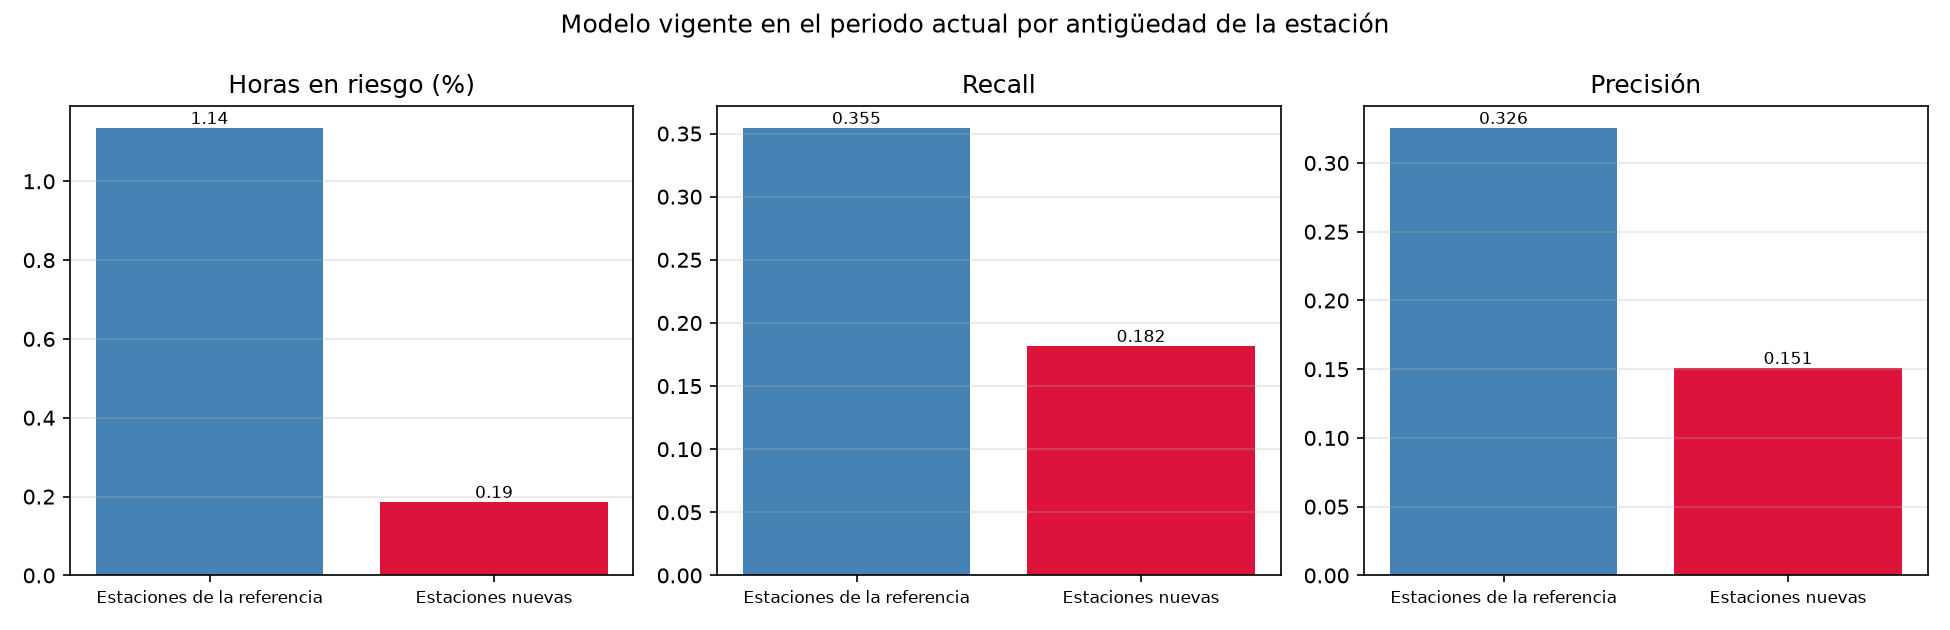 Modelo vigente en el periodo actual por antigüedad de la estación
Horas en riesgo (%)
1.14
0.19
1.0
0.8
0.6
0.4
0.2
0.0
Estaciones de la referencia
Estaciones nuevas
Recall
0.355
0.182
0.35
0.30
0.25
0.20
0.15
0.10
0.05
0.00
Estaciones de la referencia
Estaciones nuevas
Precisión
0.326
0.151
0.30
0.25
0.20
0.15
0.10
0.05
0.00
Estaciones de la referencia
Estaciones nuevas